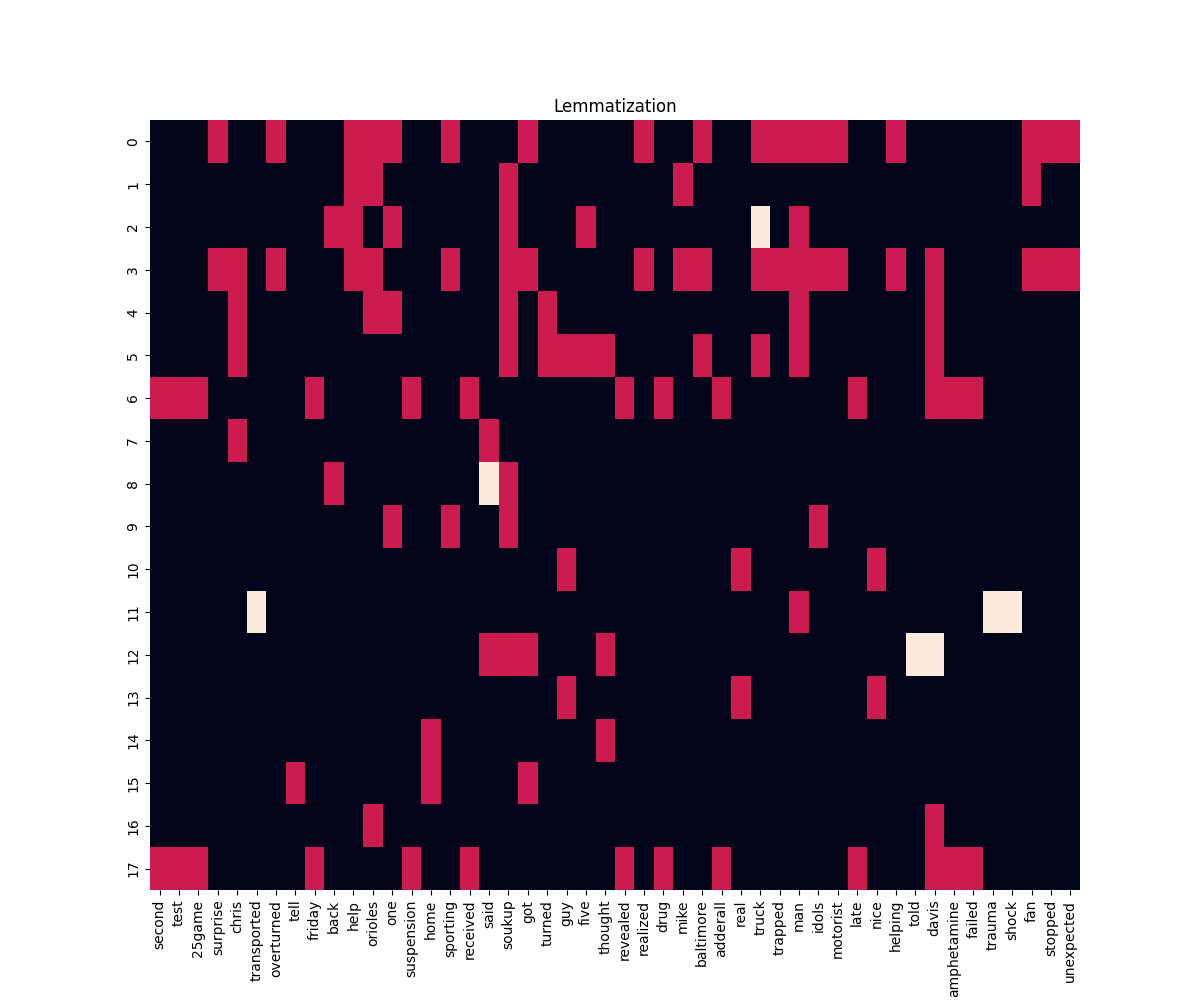 Lemmatization
0
1
2
3
4
5
6
7
8
9
10
11
12
13
14
15
16
17
second
test
25game
surprise
chris
transported
overturned
tell
friday
back
help
orioles
one
suspension
home
sporting
received
said
soukup
got
turned
guy
five
thought
revealed
realized
drug
mike
baltimore
adderall
real
truck
trapped
man
idols
motorist
late
nice
helping
told
davis
amphetamine
failed
trauma
shock
fan
stopped
unexpected